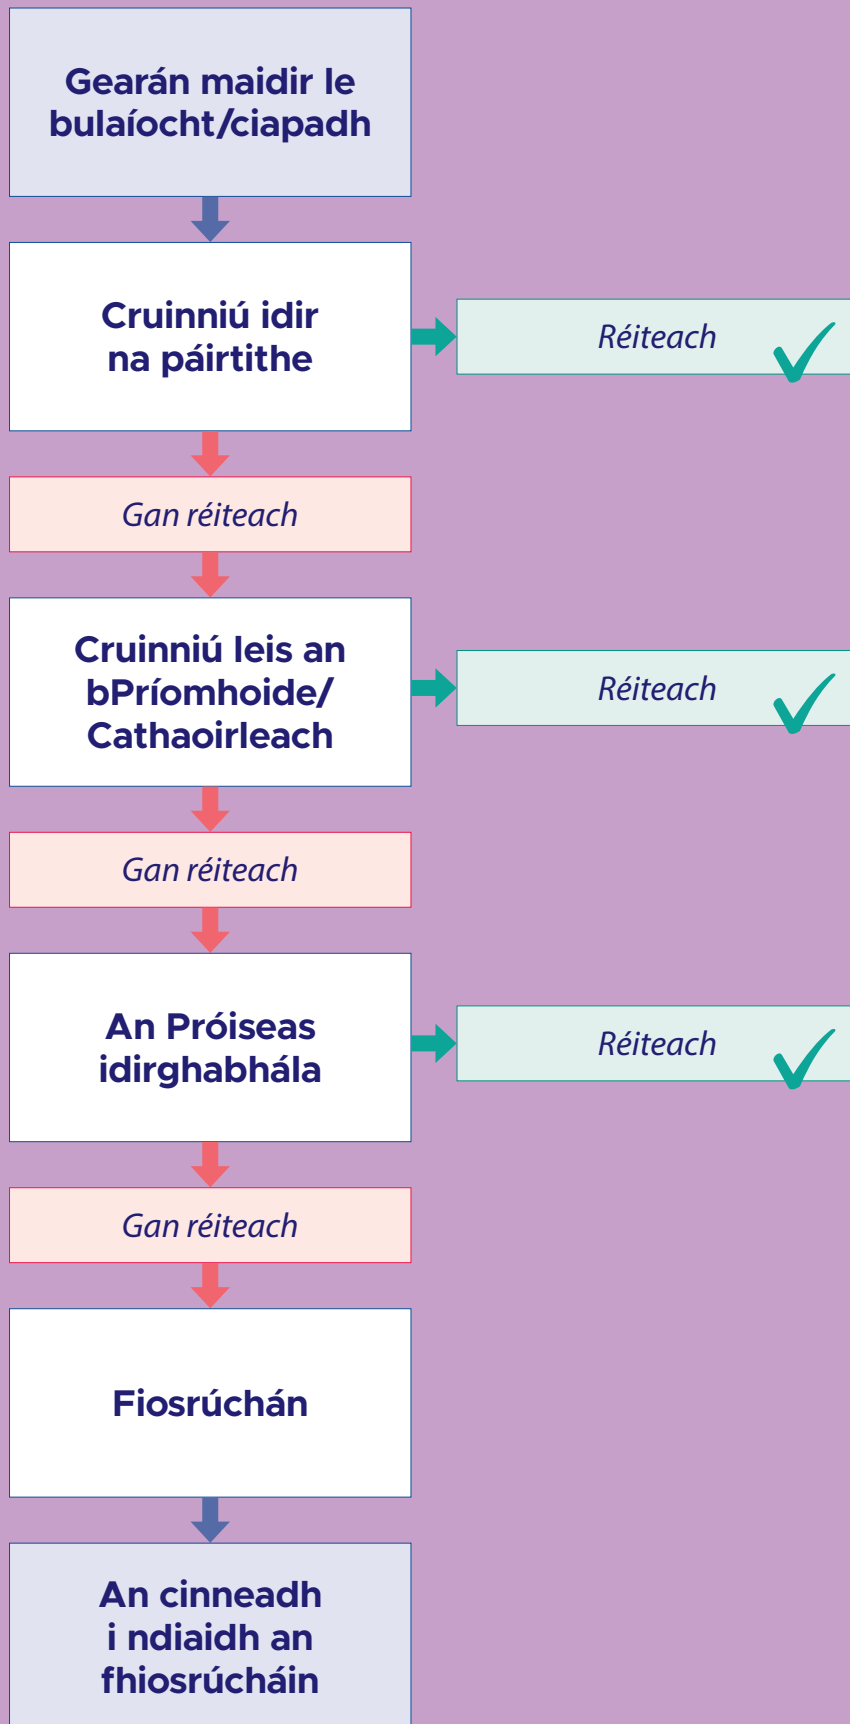 Gearán maidir le
bulaíocht/ciapadh
Cruinniú idir
na páirtithe
Réiteach
Gan réiteach
Cruinniú leis an
bPríomhoide/
Cathaoirleach
Réiteach
Gan réiteach
An Próiseas
idirghabhála
Réiteach
Gan réiteach
Fiosrúchán
An cinneadh
i ndiaidh an
fhiosrúcháin